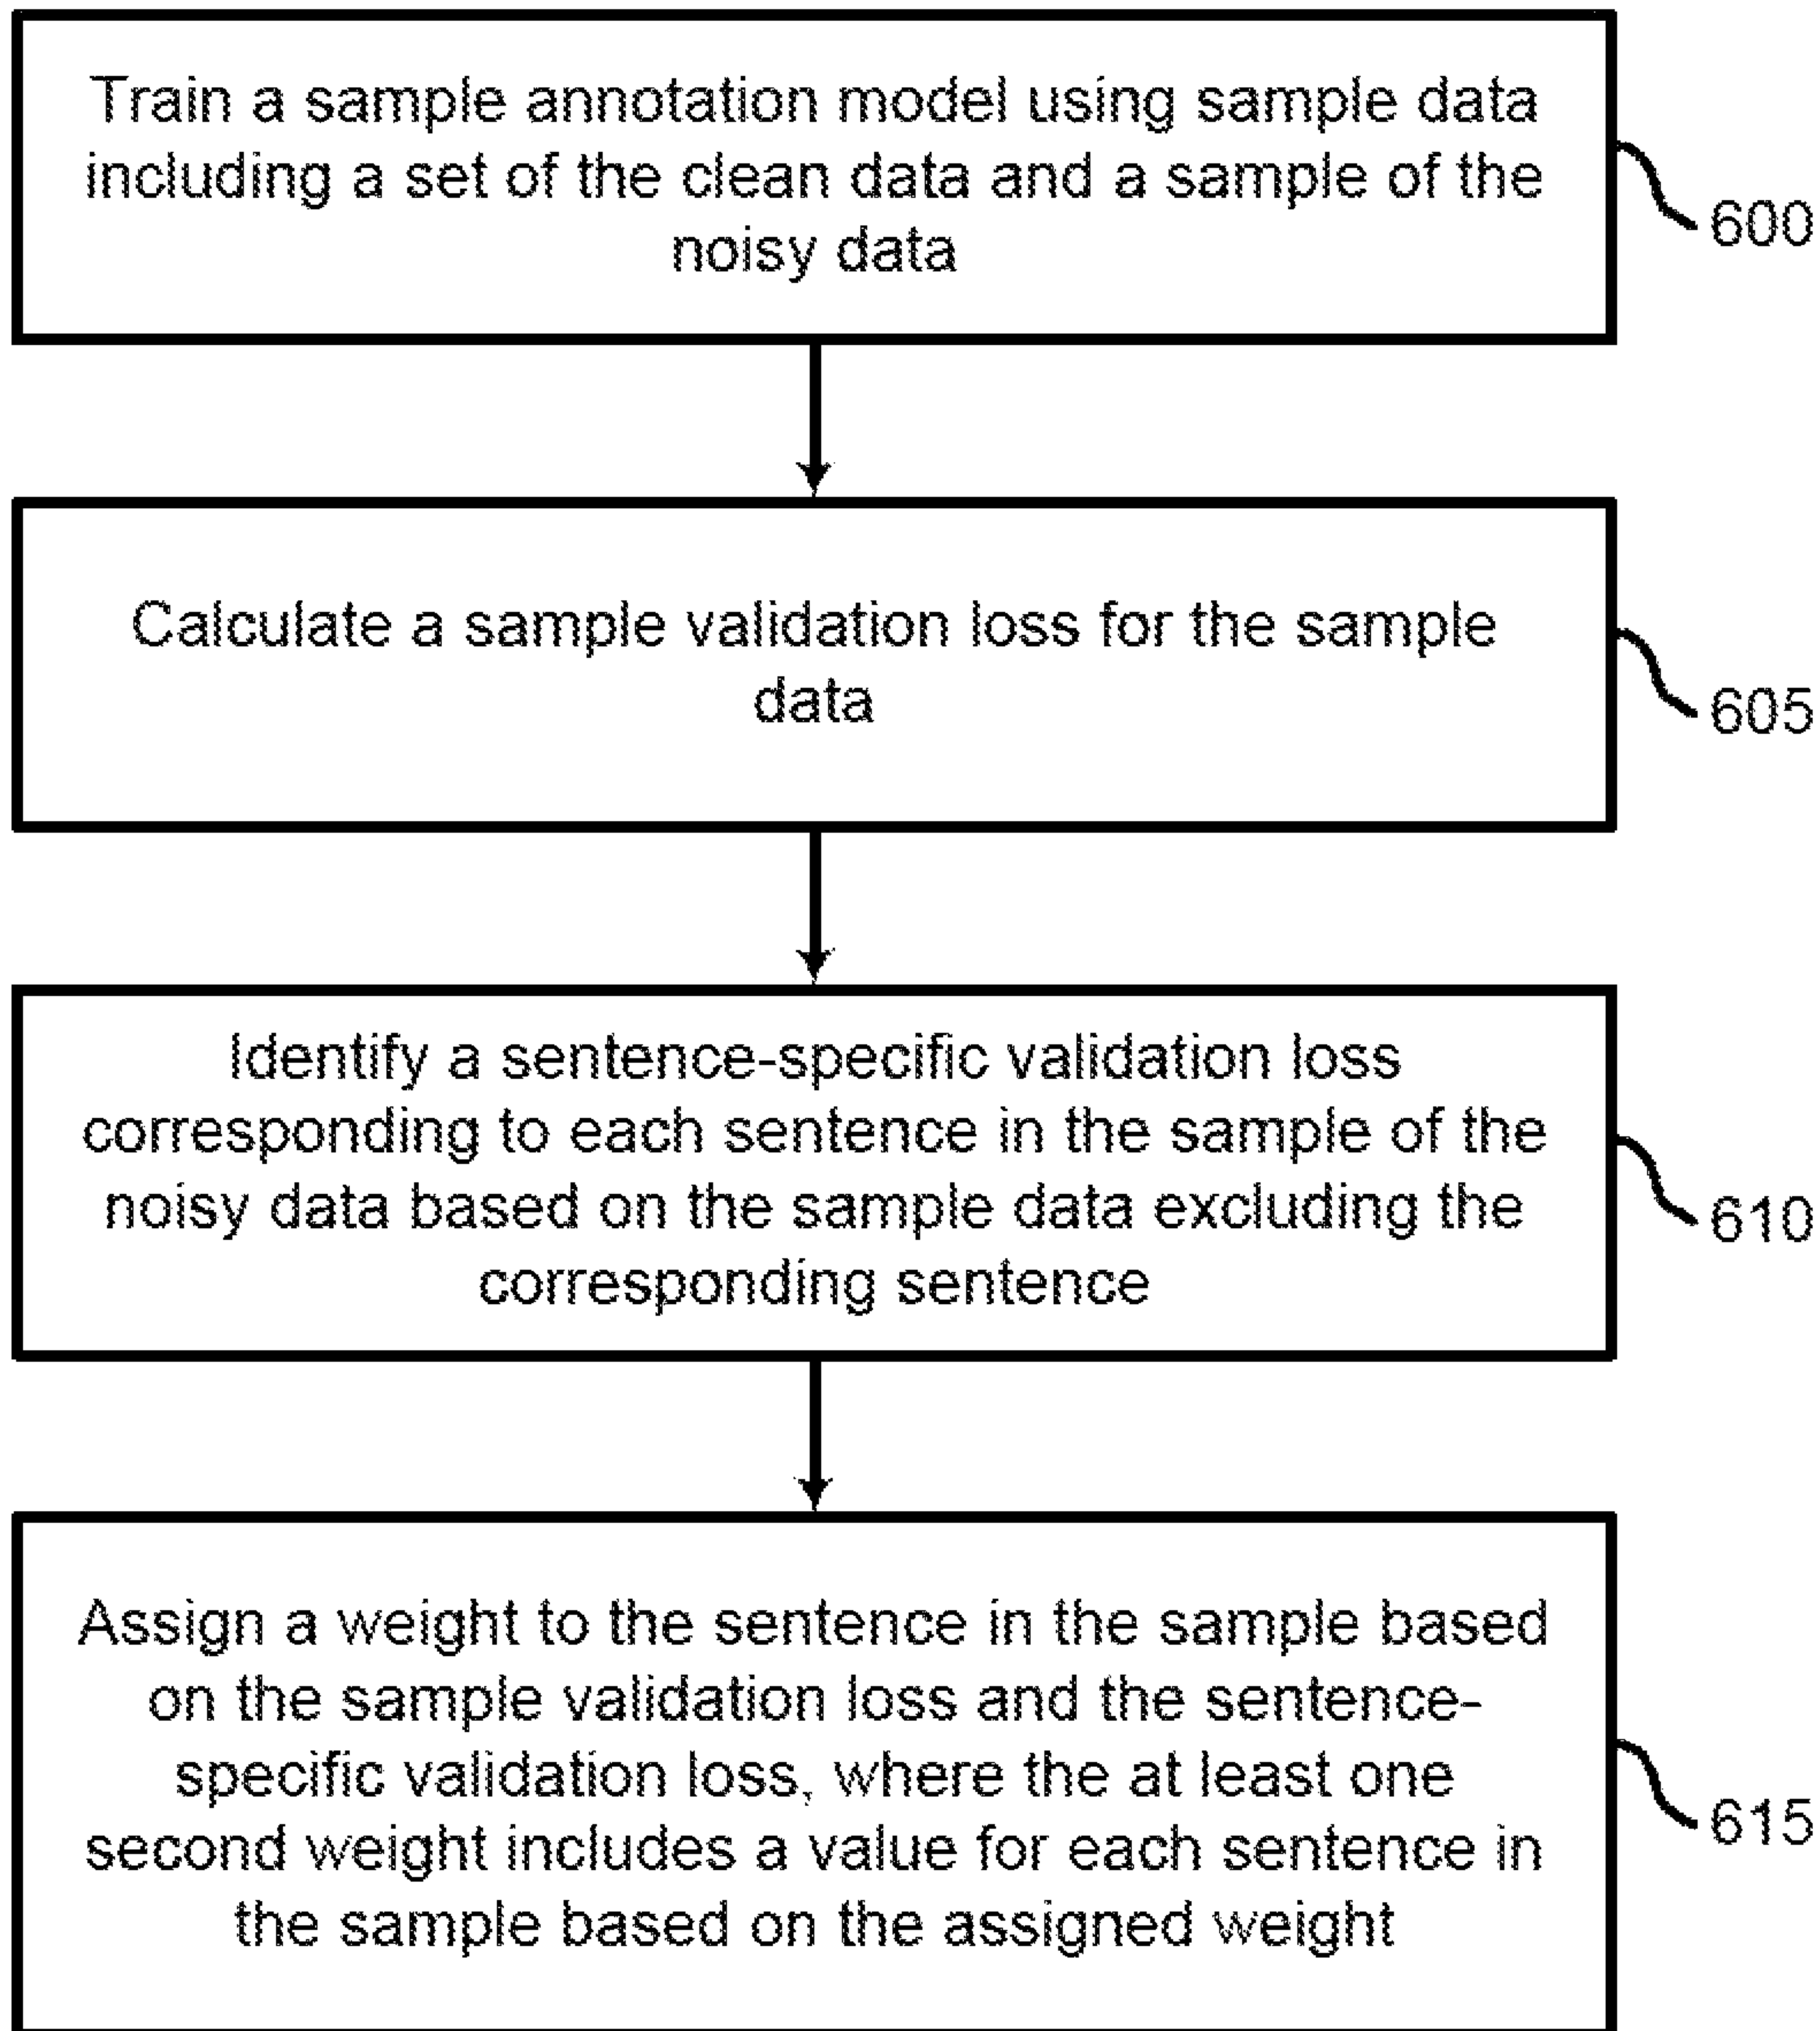 Train a sample annotation model using sample data
including a set of the clean data and a sample of the
noisy data
600
Calculate a sample validation loss for the sample
data
605
Identify a sentence-specific validation loss
corresponding to each sentence in the sample of the
noisy data based on the sample data excluding the
corresponding sentence
610
Assign a weight to the sentence in the sample based
on the sample validation loss and the sentence-
specific validation loss, where the at least one
second weight includes a value for each sentence in
the sample based on the assigned weight
615